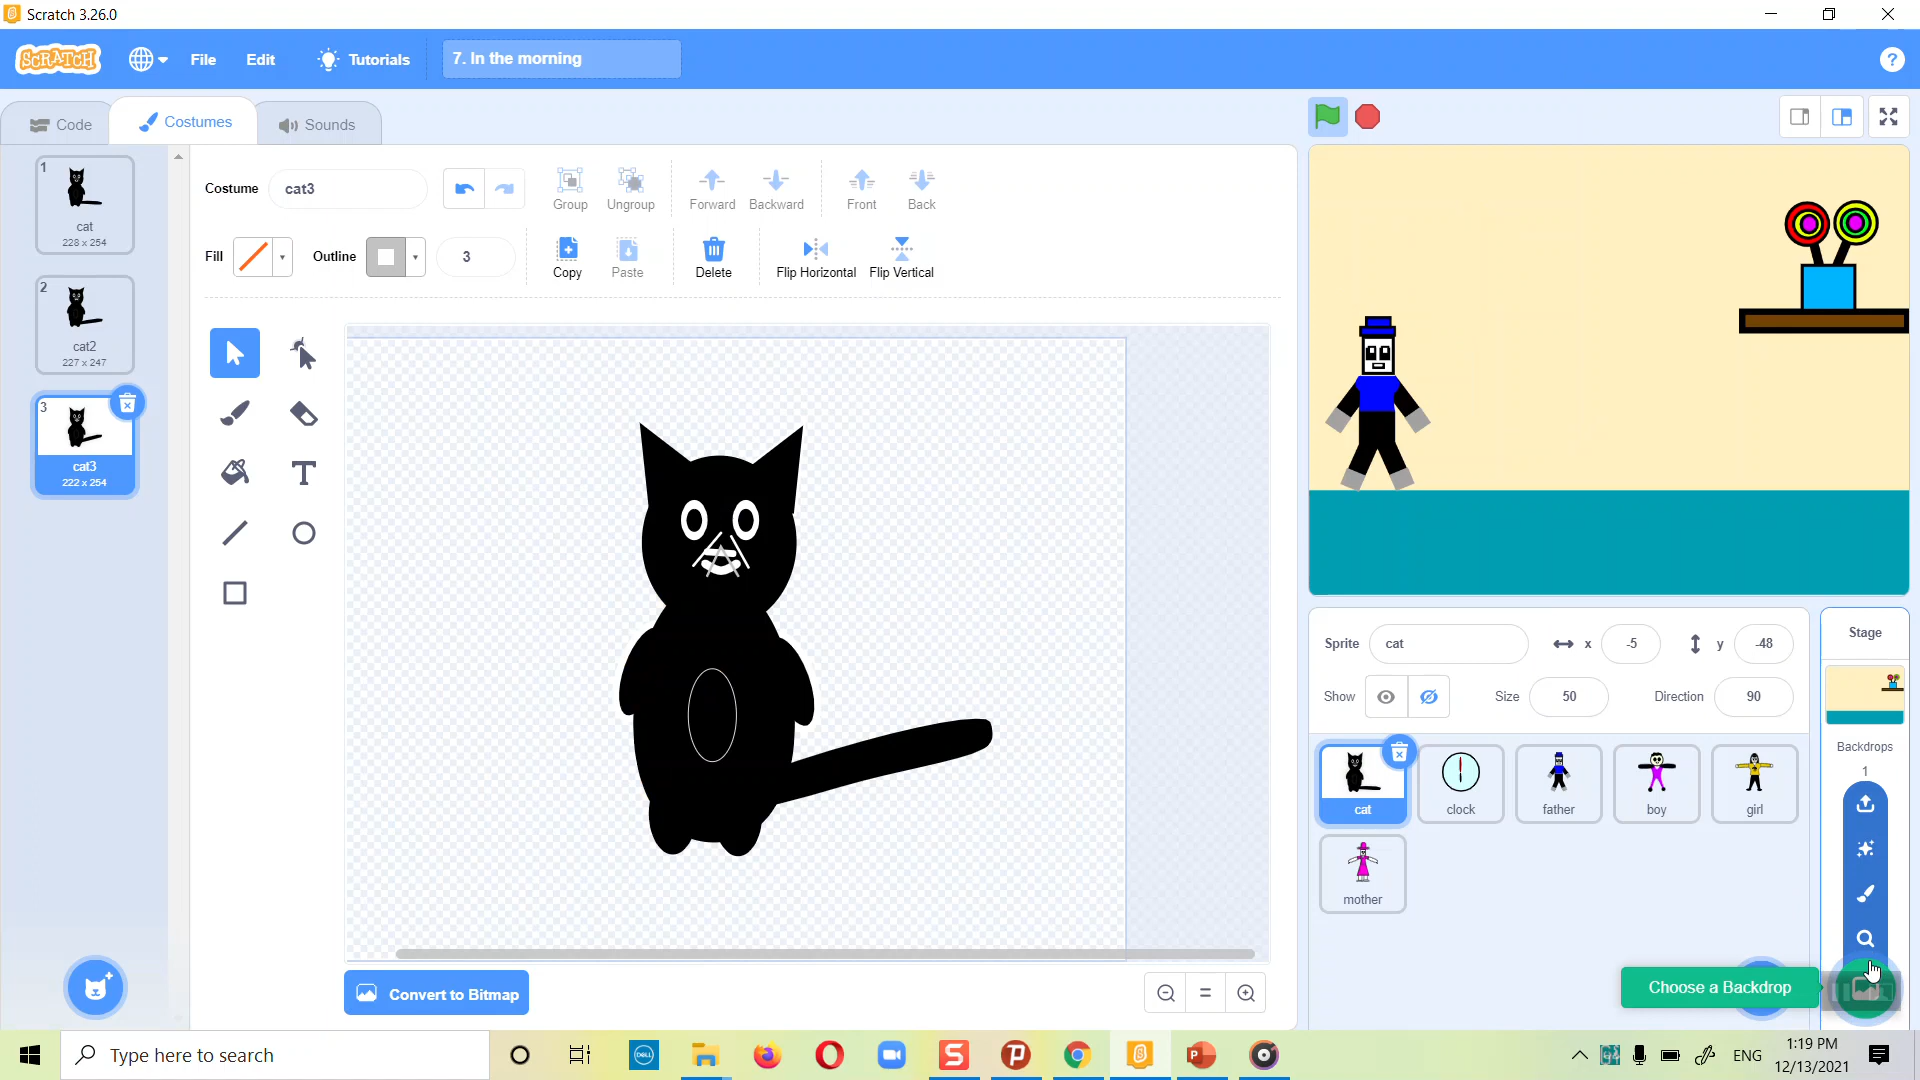 Scratch 3.26.0
SCRATCH File Edit Tutorials 7. In the morning ?
Code Costumes Sounds
1
cat
228 x 254
2
cat2
227 x 247
3
cat3
222 x 254
Costume cat3 Group Ungroup Forward Backward Front Back
Fill Outline 3 Copy Paste Delete Flip Horizontal Flip Vertical
Convert to Bitmap
Sprite cat x -5 y -48
Show Size 50 Direction 90
cat clock father boy girl
mother
Stage
Backdrops
1
Choose a Backdrop
Type here to search
DELL
ENG
1:19 PM
12/13/2021